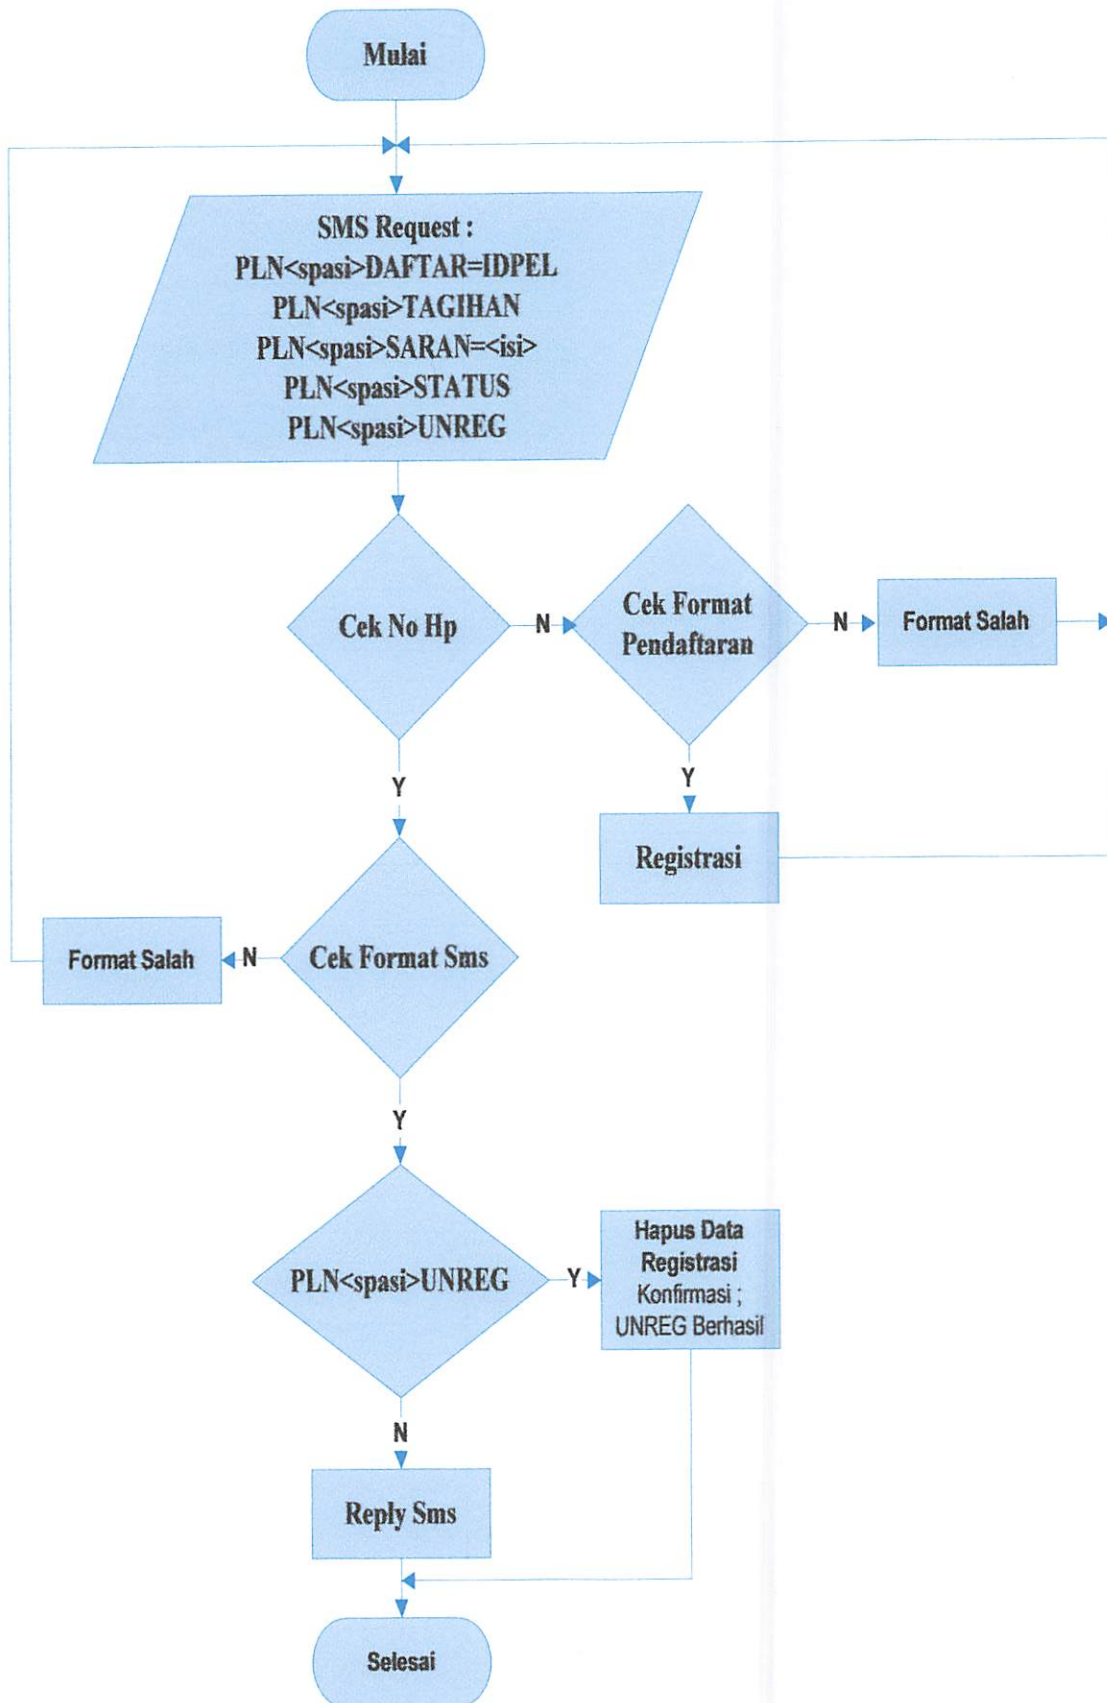 Mulai
SMS Request :
PLN<spasi>DAFTAR=IDPEL
PLN<spasi>TAGIHAN
PLN<spasi>SARAN=<isi>
PLN<spasi>STATUS
PLN<spasi>UNREG
Cek No Hp
N
Cek Format
Pendaftaran
N
Format Salah
Y
Y
Registrasi
Format Salah
N
Cek Format Sms
Y
PLN<spasi>UNREG
Y
Hapus Data
Registrasi
Konfirmasi ;
UNREG Berhasil
N
Reply Sms
Selesai